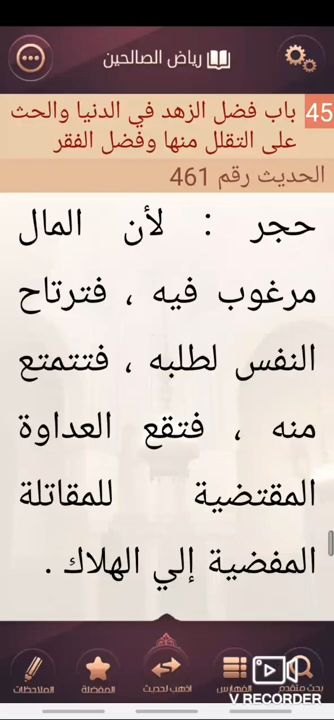 رياض الصالحين
45 باب فضل الزهد في الدنيا والحث
على التقلل منها وفضل الفقر
الحديث رقم 461
حجر : لأن المال
مرغوب فيه ، فترتاح
النفس لطلبه ، فتتمتع
منه ، فتقع العداوة
المقتضية للمقاتلة
المفضية إلي الهلاك .
بحث متقدم الفهارس اذهب لحديث المفضلة الملاحظات
V RECORDER